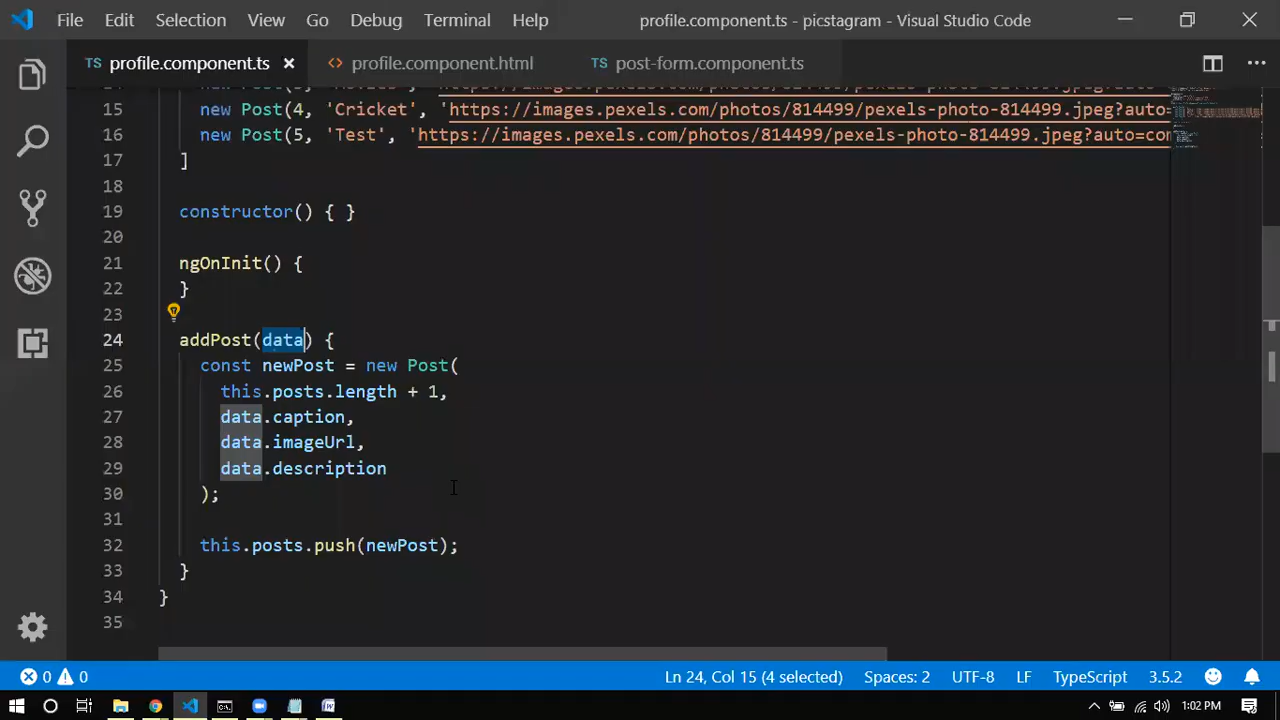 File Edit Selection View Go Debug Terminal Help profile.component.ts - picstagram - Visual Studio Code
TS profile.component.ts × <> profile.component.html TS post-form.component.ts
15 new Post(4, 'Cricket', 'https://images.pexels.com/photos/814499/pexels-photo-814499.jpeg?auto=
16 new Post(5, 'Test', 'https://images.pexels.com/photos/814499/pexels-photo-814499.jpeg?auto=con
17 ]
18
19 constructor() { }
20
21 ngOnInit() {
22 }
23
24 addPost(data) {
25 const newPost = new Post(
26 this.posts.length + 1,
27 data.caption,
28 data.imageUrl,
29 data.description
30 );
31
32 this.posts.push(newPost);
33 }
34 }
35
0 0 Ln 24, Col 15 (4 selected) Spaces: 2 UTF-8 LF TypeScript 3.5.2
1:02 PM